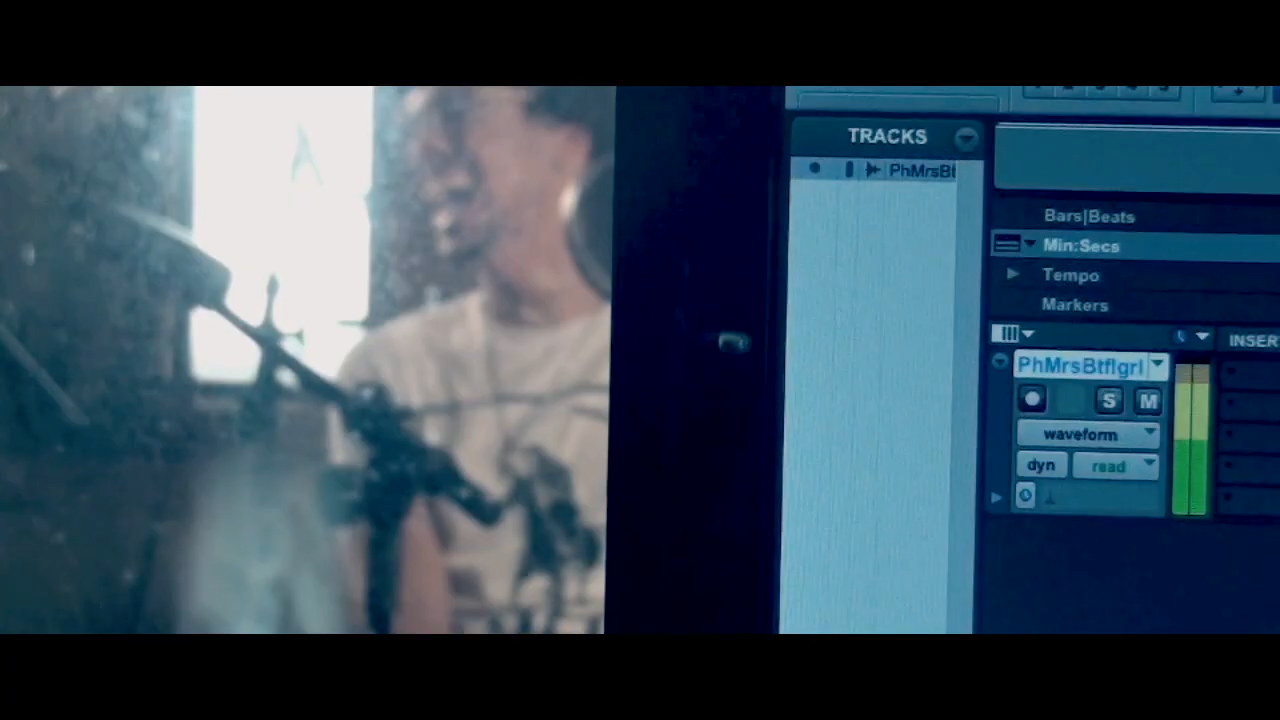 TRACKS
PhMrsBt
Bars|Beats
Min:Secs
Tempo
Markers
INSER
PhMrsBtflgrl
S
M
waveform
dyn
read